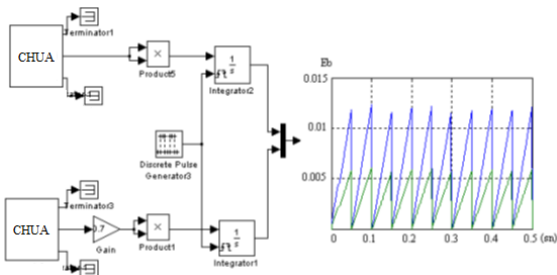 CHUA
Terminator1
×
Product5
1
s
Integrator2
Discrete Pulse
Generator3
CHUA
Terminator3
0.7
Gain
×
Product1
1
s
Integrator1
Eb
0.015
0.01
0.005
0
0 0.1 0.2 0.3 0.4 0.5 (sn)